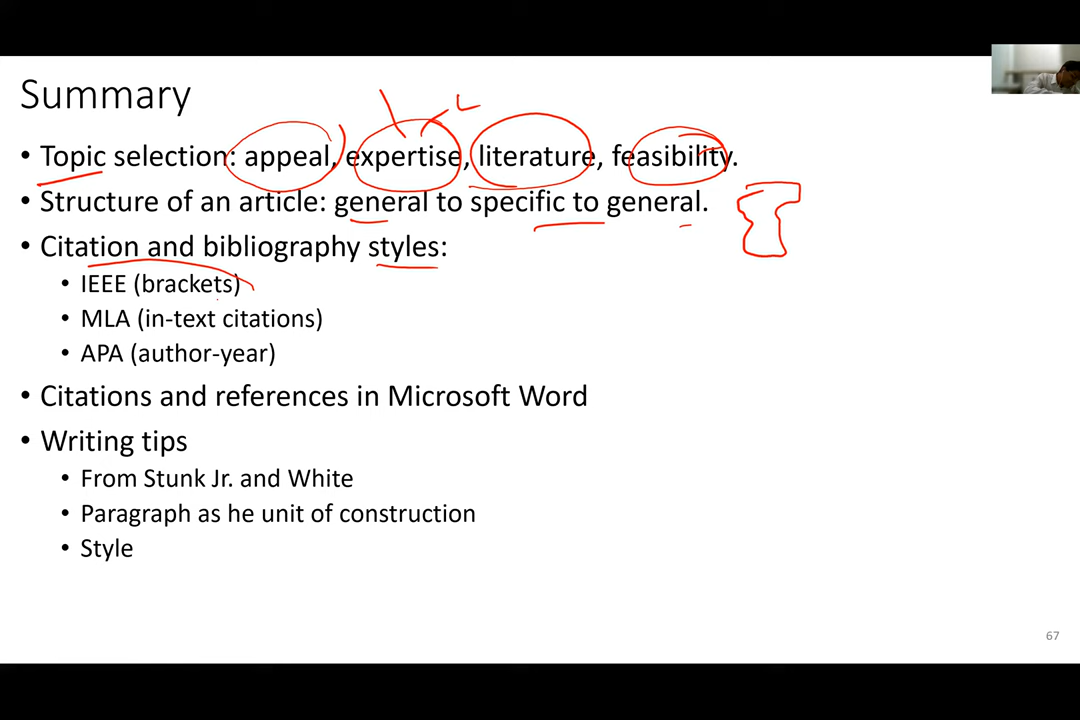 Summary
• Topic selection: appeal, expertise, literature, feasibility.
• Structure of an article: general to specific to general.
• Citation and bibliography styles:
• IEEE (brackets)
• MLA (in-text citations)
• APA (author-year)
• Citations and references in Microsoft Word
• Writing tips
• From Stunk Jr. and White
• Paragraph as he unit of construction
• Style
67